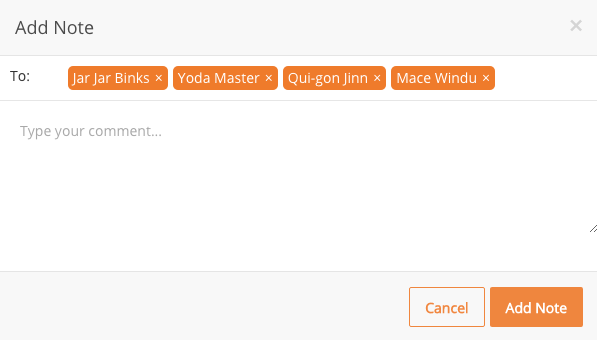 Add Note ×
To: Jar Jar Binks × Yoda Master × Qui-gon Jinn × Mace Windu ×
Type your comment...
Cancel Add Note